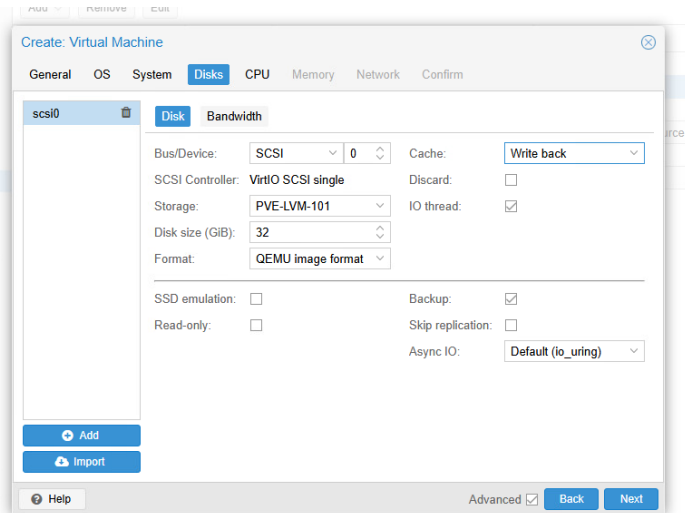 Add Remove Edit
Create: Virtual Machine
General OS System Disks CPU Memory Network Confirm
scsi0
Disk Bandwidth
Bus/Device: SCSI 0 Cache: Write back
SCSI Controller: VirtIO SCSI single Discard:
Storage: PVE-LVM-101 IO thread:
Disk size (GiB): 32
Format: QEMU image format
SSD emulation: Backup:
Read-only: Skip replication:
Async IO: Default (io_uring)
Add
Import
Help Advanced Back Next